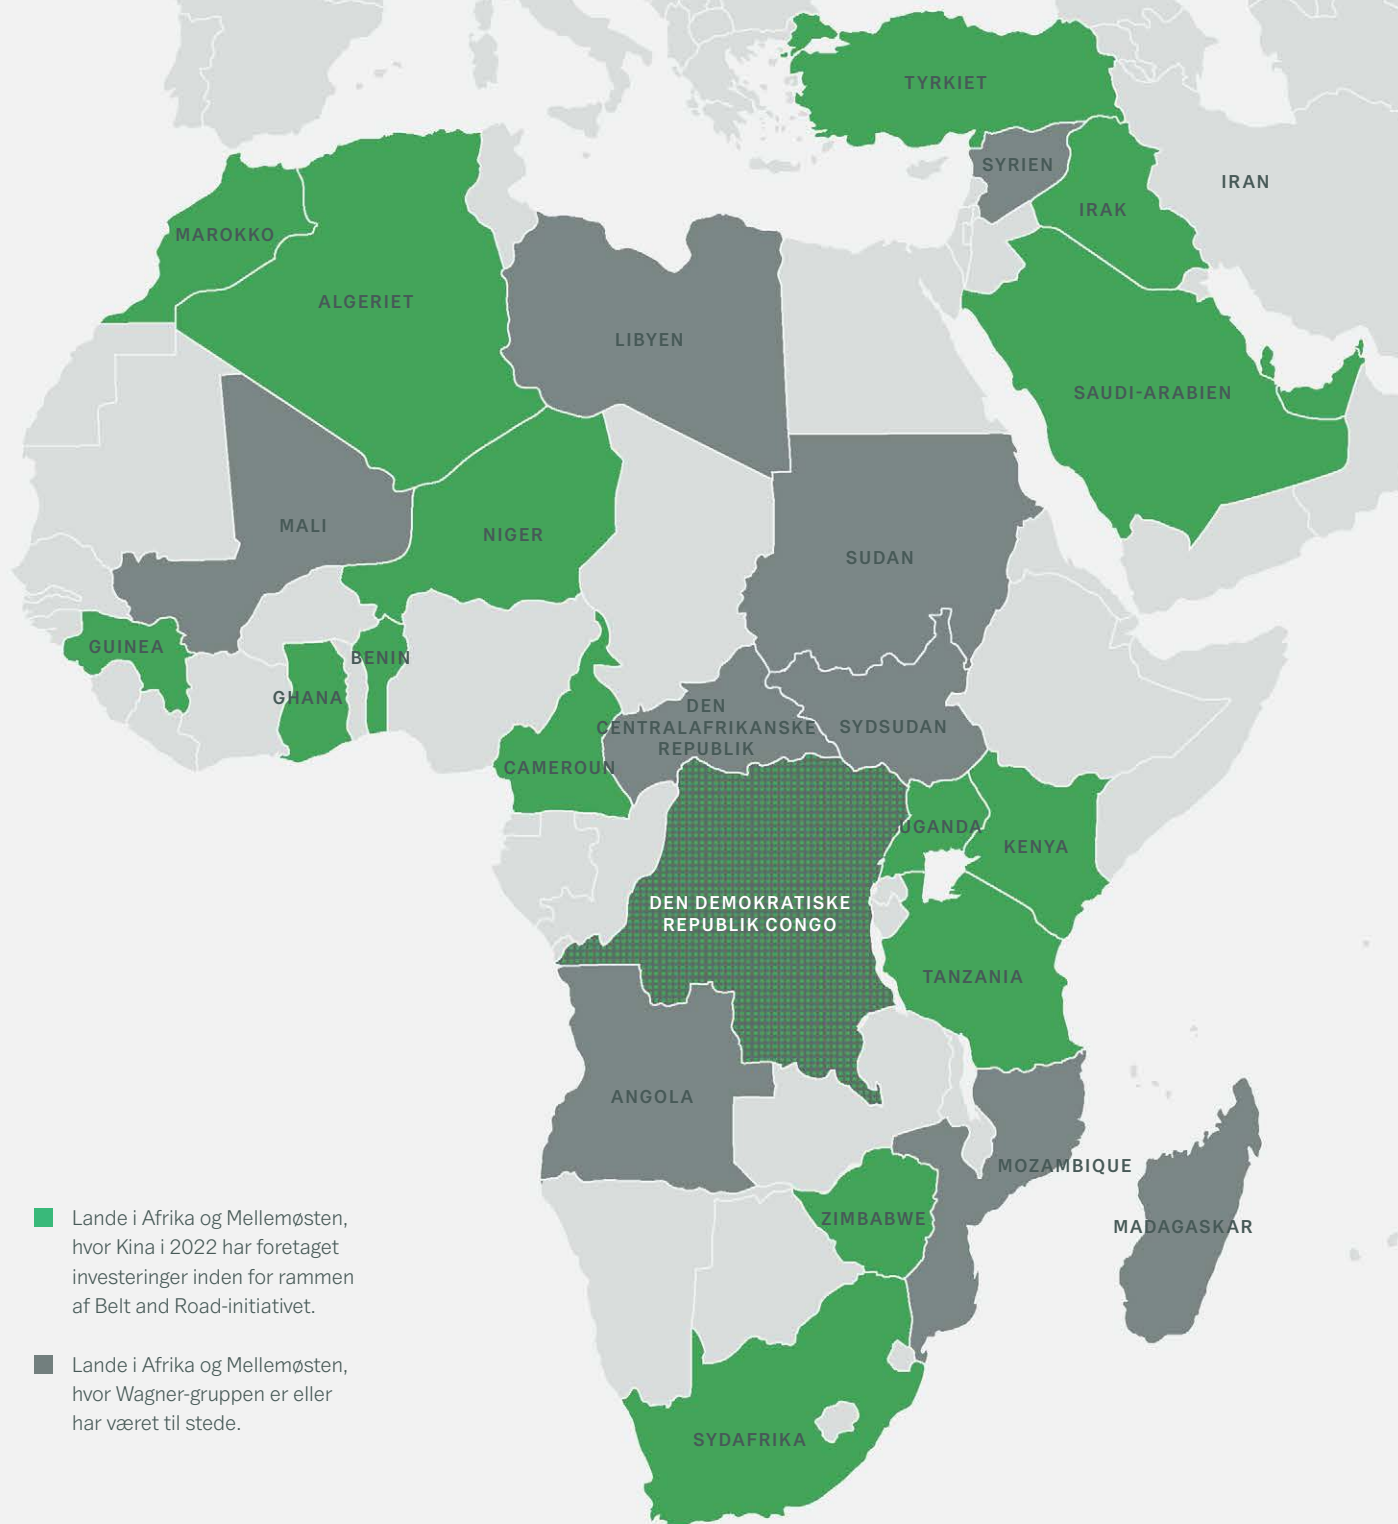 TYRKIET
SYRIEN
IRAN
IRAK
MAROKKO
ALGERIET
LIBYEN
SAUDI-ARABIEN
MALI
NIGER
SUDAN
GUINEA
BENIN
GHANA
DEN
CENTRALAFRIKANSKE
REPUBLIK
SYDSUDAN
CAMEROUN
UGANDA
KENYA
DEN DEMOKRATISKE
REPUBLIK CONGO
TANZANIA
ANGOLA
MOZAMBIQUE
ZIMBABWE
MADAGASKAR
SYDAFRIKA
Lande i Afrika og Mellemøsten,
hvor Kina i 2022 har foretaget
investeringer inden for rammen
af Belt and Road-initiativet.
Lande i Afrika og Mellemøsten,
hvor Wagner-gruppen er eller
har været til stede.